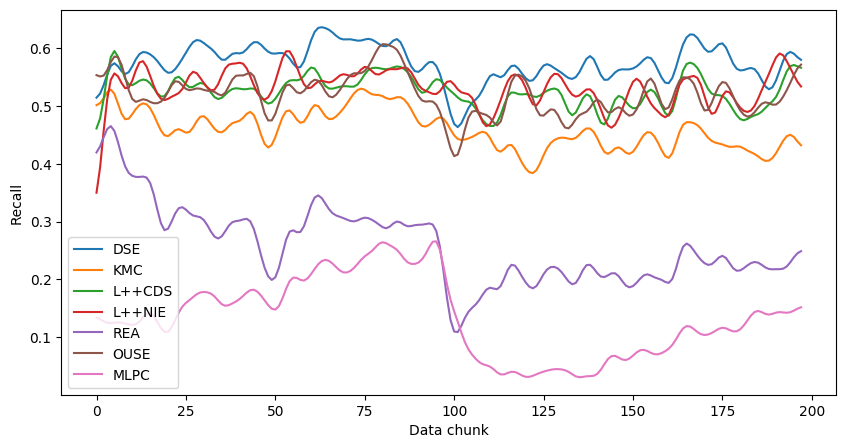 Recall
0.6
0.5
0.4
0.3
0.2
0.1
DSE
KMC
L++CDS
L++NIE
REA
OUSE
MLPC
0 25 50 75 100 125 150 175 200
Data chunk